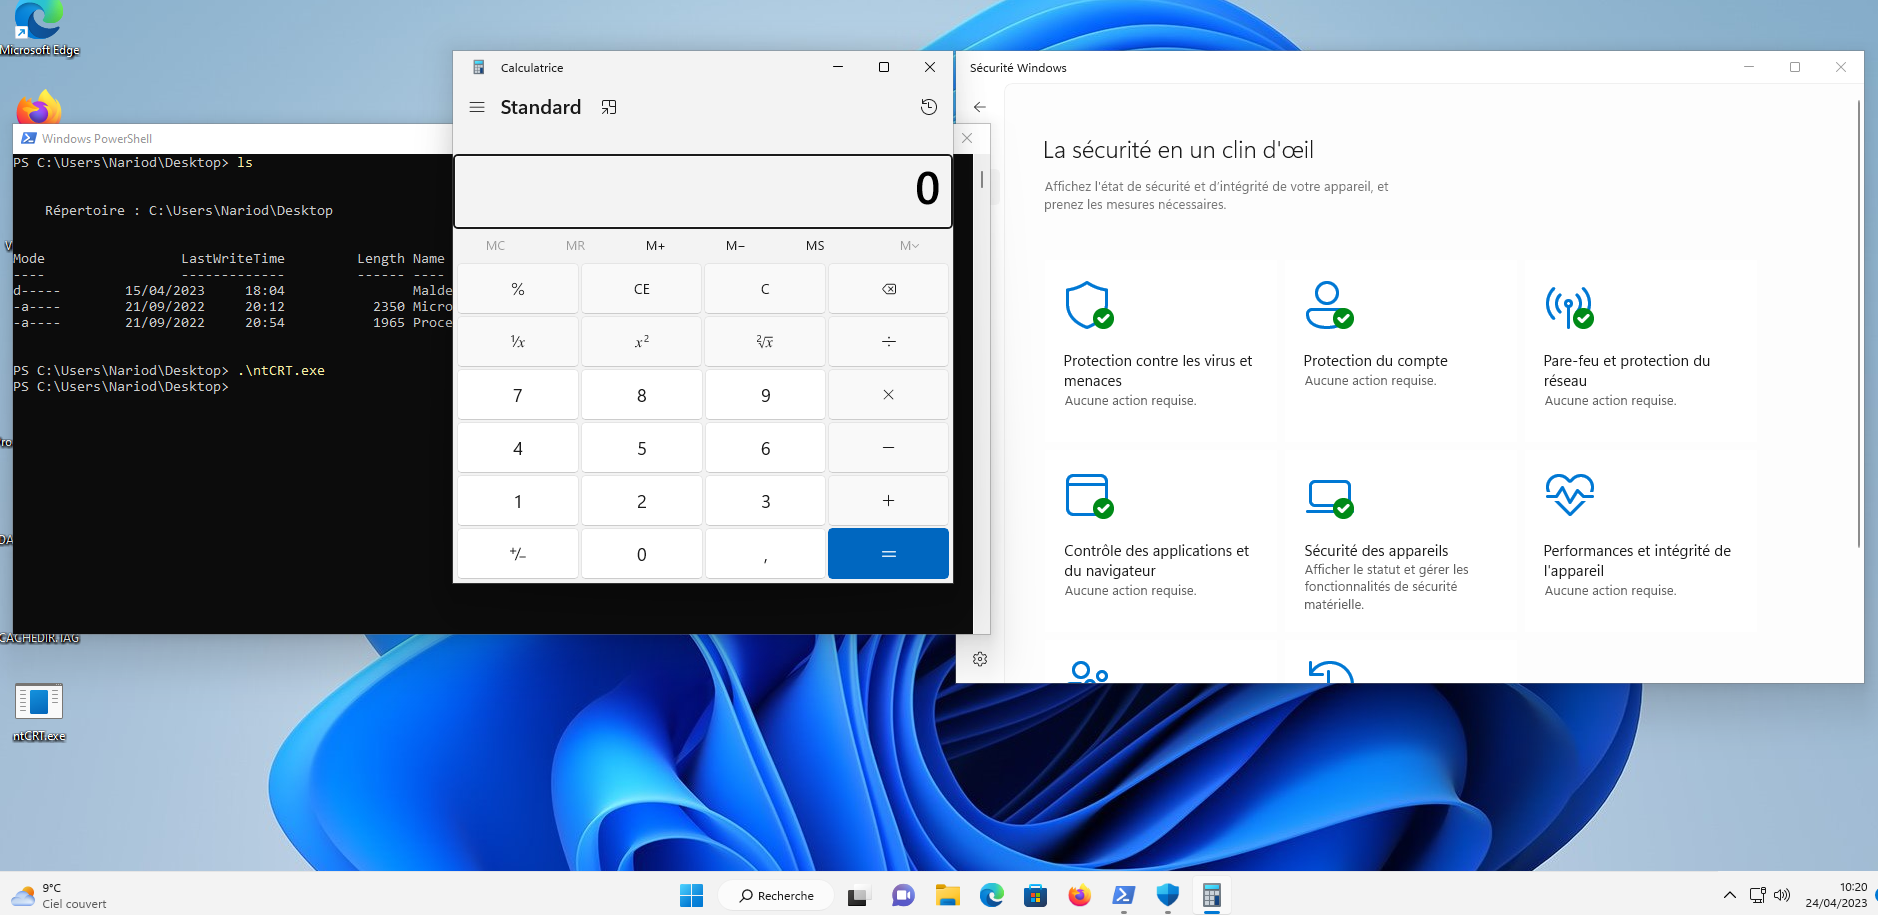 Microsoft Edge
Windows PowerShell
PS C:\Users\Nariod\Desktop> ls
Répertoire : C:\Users\Nariod\Desktop
Mode LastWriteTime Length Name
---- ------------- ------ ----
d----- 15/04/2023 18:04 Malde
-a---- 21/09/2022 20:12 2350 Micro
-a---- 21/09/2022 20:54 1965 Proce
PS C:\Users\Nariod\Desktop> .\ntCRT.exe
PS C:\Users\Nariod\Desktop>
CACHEDIR.TAG
ntCRT.exe
Calculatrice
Standard
0
MC MR M+ M− MS M
% CE C
1/x x² ²√x ÷
7 8 9 ×
4 5 6 −
1 2 3 +
+/− 0 , =
Sécurité Windows
La sécurité en un clin d'œil
Affichez l'état de sécurité et d'intégrité de votre appareil, et
prenez les mesures nécessaires.
Protection contre les virus et
menaces
Aucune action requise.
Protection du compte
Aucune action requise.
Pare-feu et protection du
réseau
Aucune action requise.
Contrôle des applications et
du navigateur
Aucune action requise.
Sécurité des appareils
Afficher le statut et gérer les
fonctionnalités de sécurité
matérielle.
Performances et intégrité de
l'appareil
Aucune action requise.
9°C
Ciel couvert
Recherche
10:20
24/04/2023